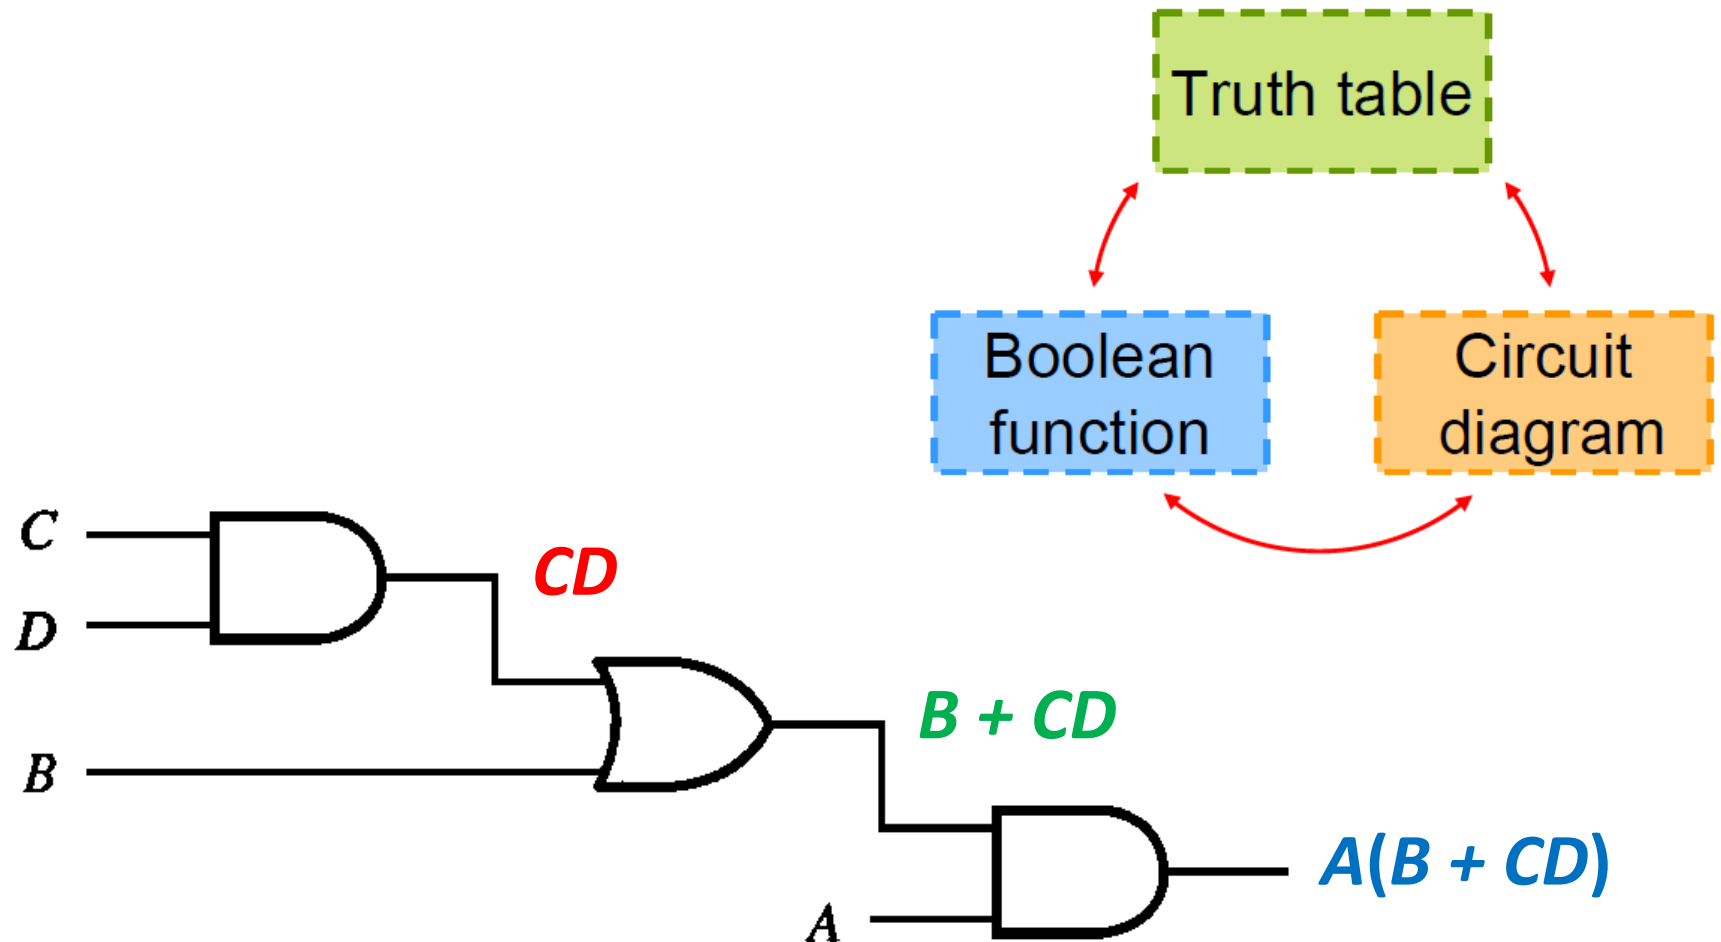 Truth table
Boolean
function
Circuit
diagram
C
CD
D
B + CD
B
A(B + CD)
A